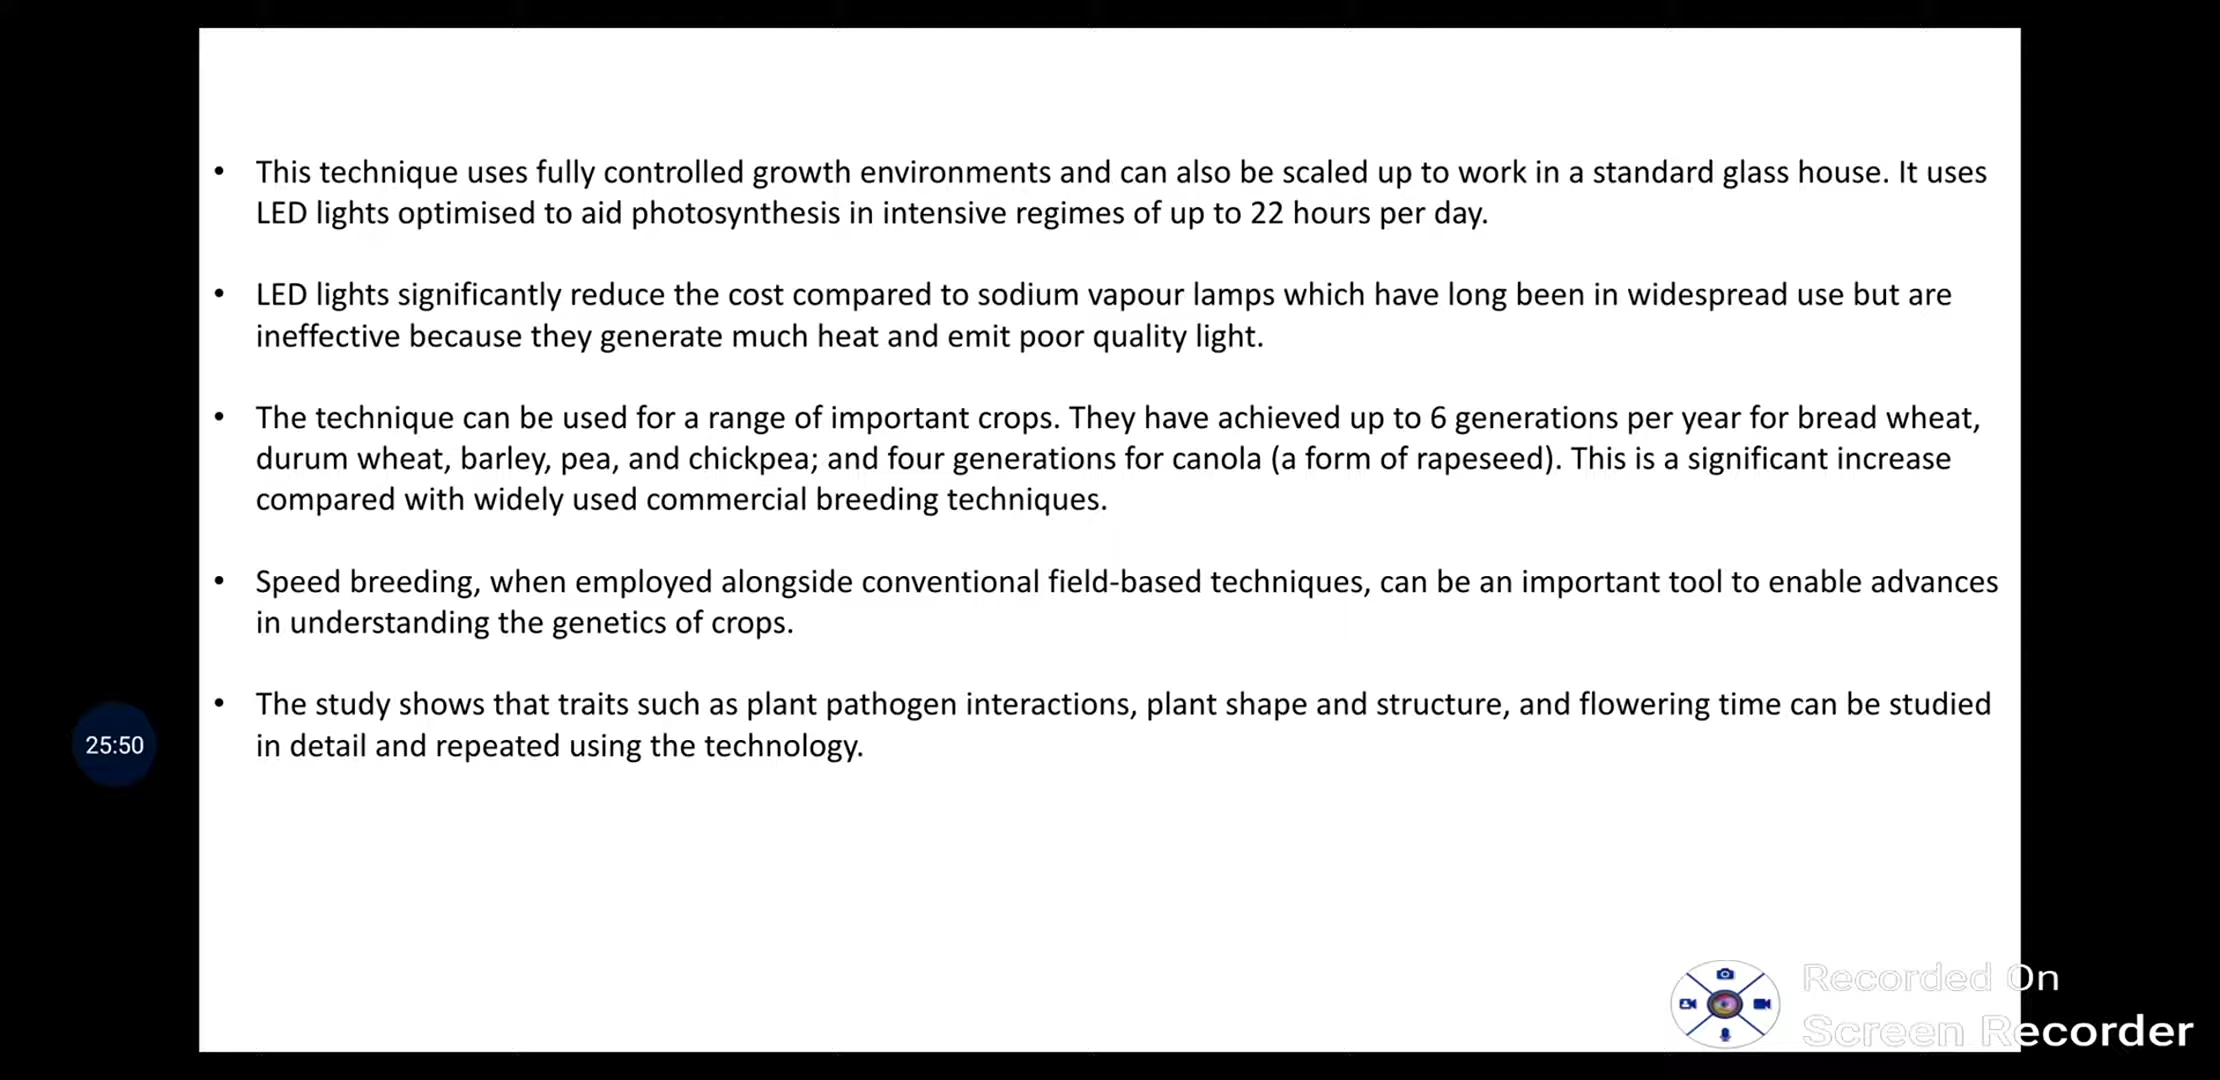 • This technique uses fully controlled growth environments and can also be scaled up to work in a standard glass house. It uses
LED lights optimised to aid photosynthesis in intensive regimes of up to 22 hours per day.
• LED lights significantly reduce the cost compared to sodium vapour lamps which have long been in widespread use but are
ineffective because they generate much heat and emit poor quality light.
• The technique can be used for a range of important crops. They have achieved up to 6 generations per year for bread wheat,
durum wheat, barley, pea, and chickpea; and four generations for canola (a form of rapeseed). This is a significant increase
compared with widely used commercial breeding techniques.
• Speed breeding, when employed alongside conventional field-based techniques, can be an important tool to enable advances
in understanding the genetics of crops.
• The study shows that traits such as plant pathogen interactions, plant shape and structure, and flowering time can be studied
in detail and repeated using the technology.
25:50
Recorded On
Screen Recorder